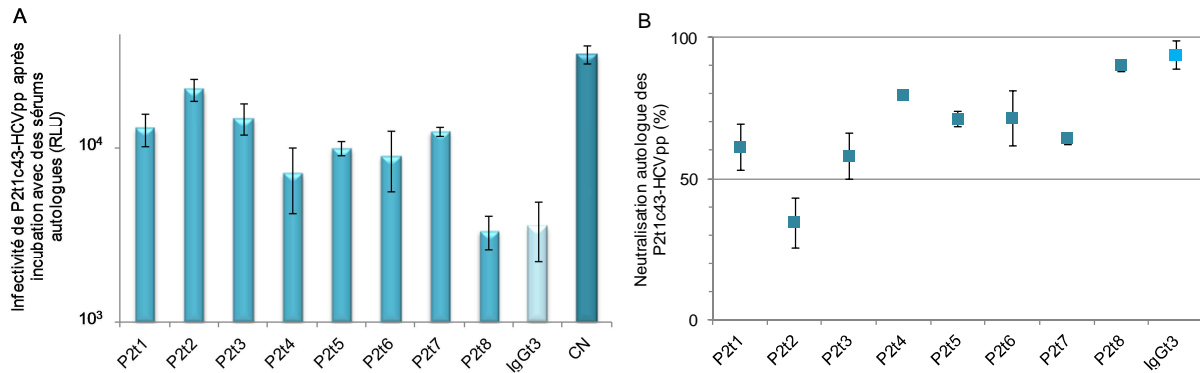 A
Infectivité de P2t1c43-HCVpp après
incubation avec des sérums
autologues (RLU)
10⁴
10³
P2t1
P2t2
P2t3
P2t4
P2t5
P2t6
P2t7
P2t8
IgGt3
CN
B
Neutralisation autologue des
P2t1c43-HCVpp (%)
100
50
0
P2t1
P2t2
P2t3
P2t4
P2t5
P2t6
P2t7
P2t8
IgGt3